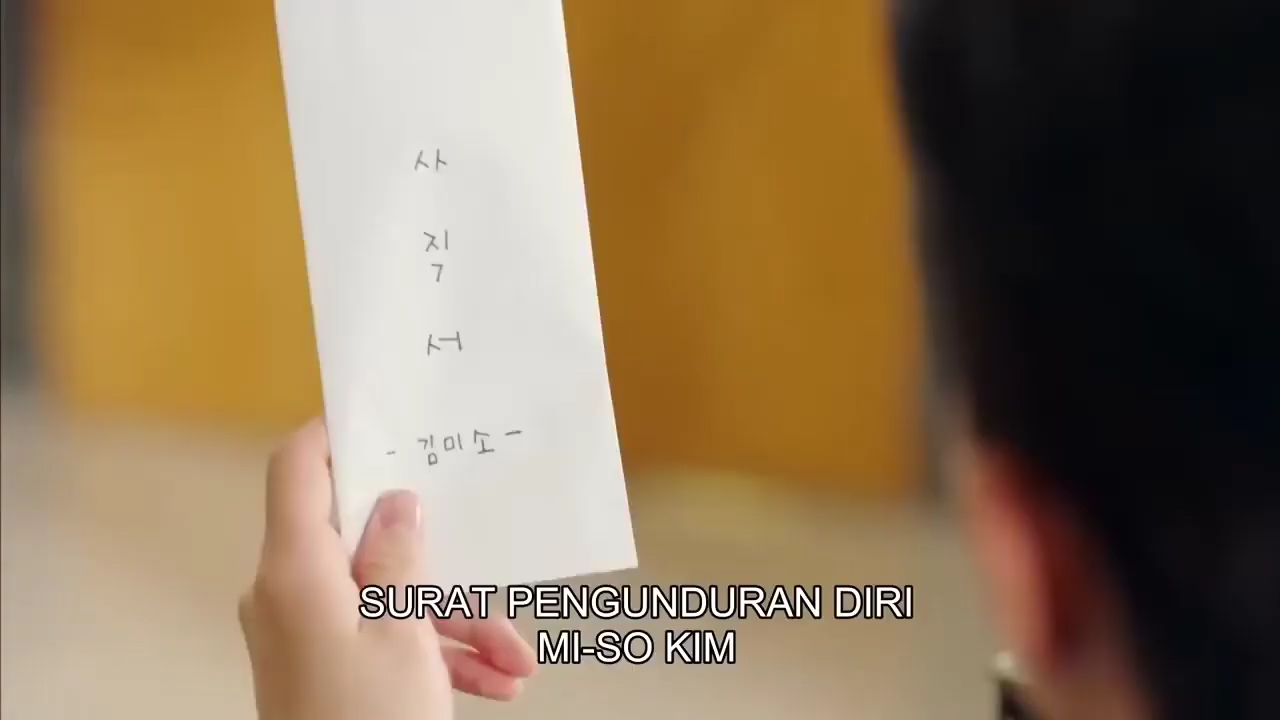 사
직
서
- 김미소 -
SURAT PENGUNDURAN DIRI
MI-SO KIM